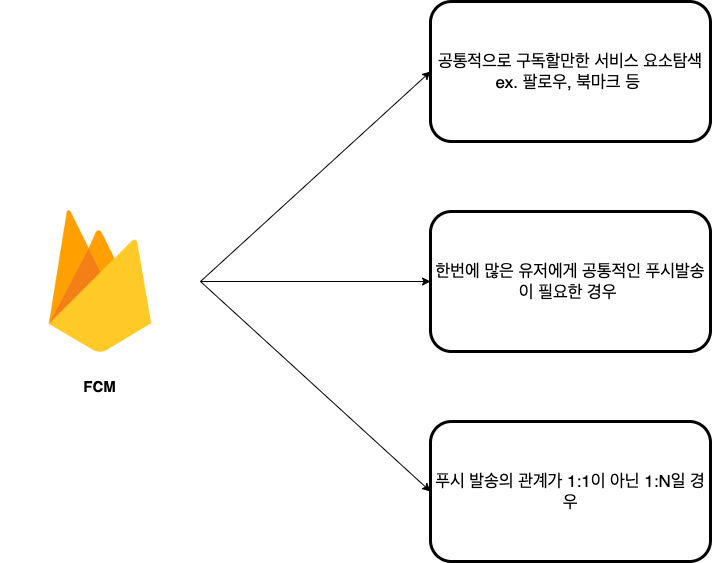 공통적으로 구독할만한 서비스 요소탐색
ex. 팔로우, 북마크 등
한번에 많은 유저에게 공통적인 푸시발송
이 필요한 경우
FCM
푸시 발송의 관계가 1:1이 아닌 1:N일 경
우